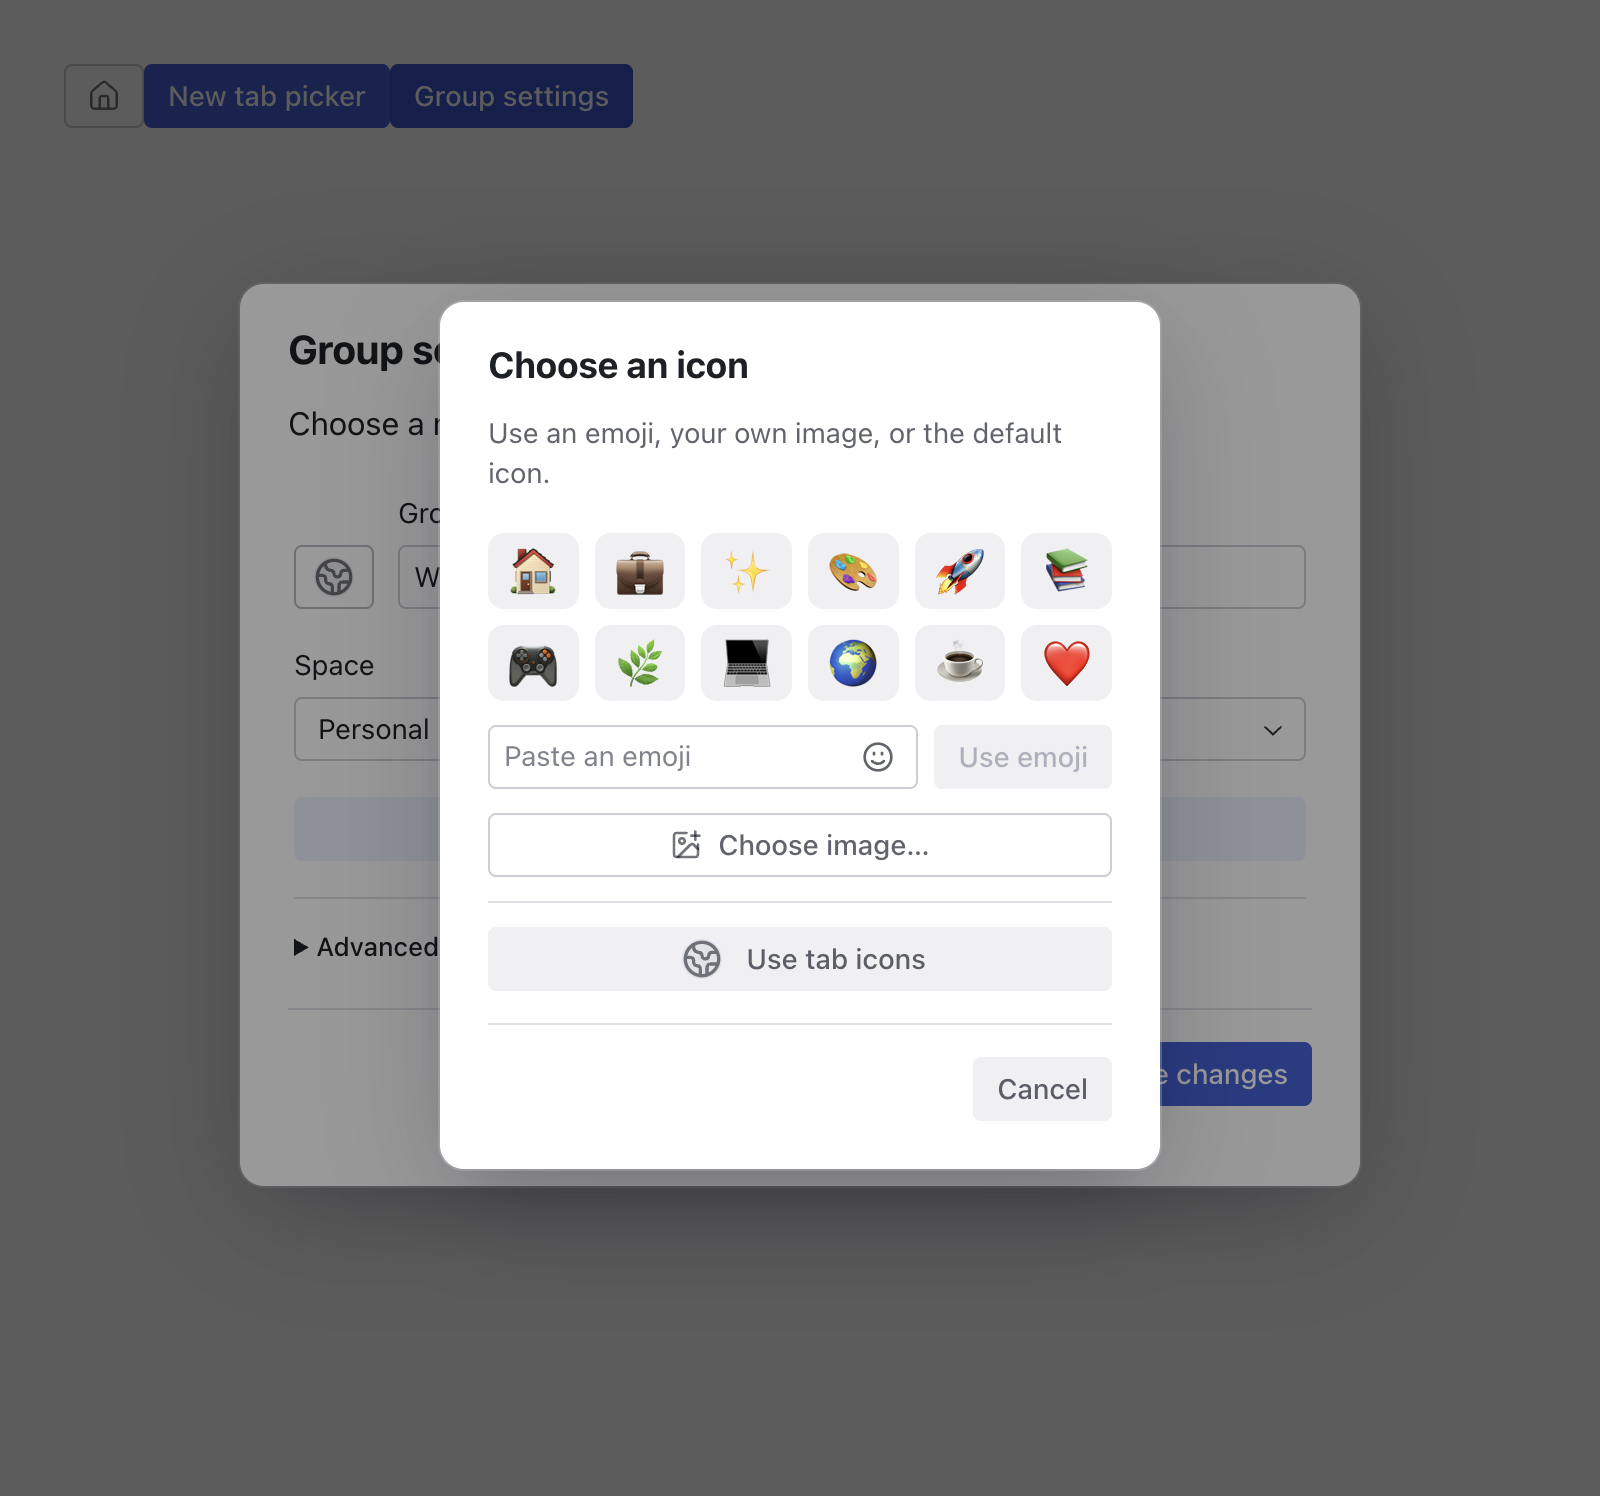 New tab picker
Group settings
Group s
Choose a
Choose an icon
Use an emoji, your own image, or the default
icon.
Gro
W
Space
Personal
Paste an emoji
Use emoji
Choose image...
Advanced
Use tab icons
e changes
Cancel